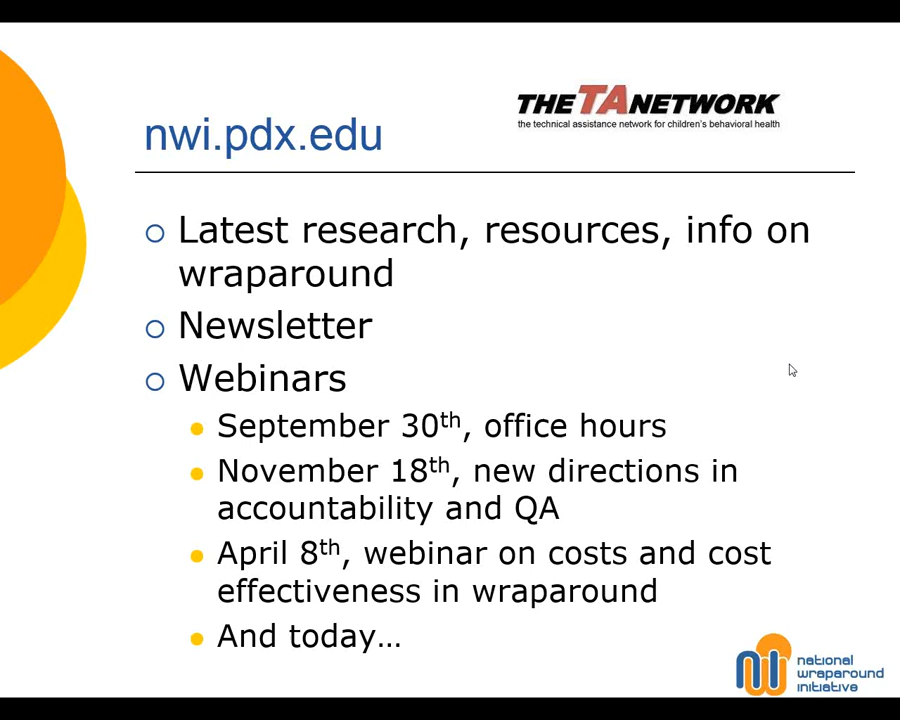 THE TA NETWORK
the technical assistance network for children's behavioral health
nwi.pdx.edu
Latest research, resources, info on
wraparound
Newsletter
Webinars
September 30th, office hours
November 18th, new directions in
accountability and QA
April 8th, webinar on costs and cost
effectiveness in wraparound
And today…
national
wraparound
initiative